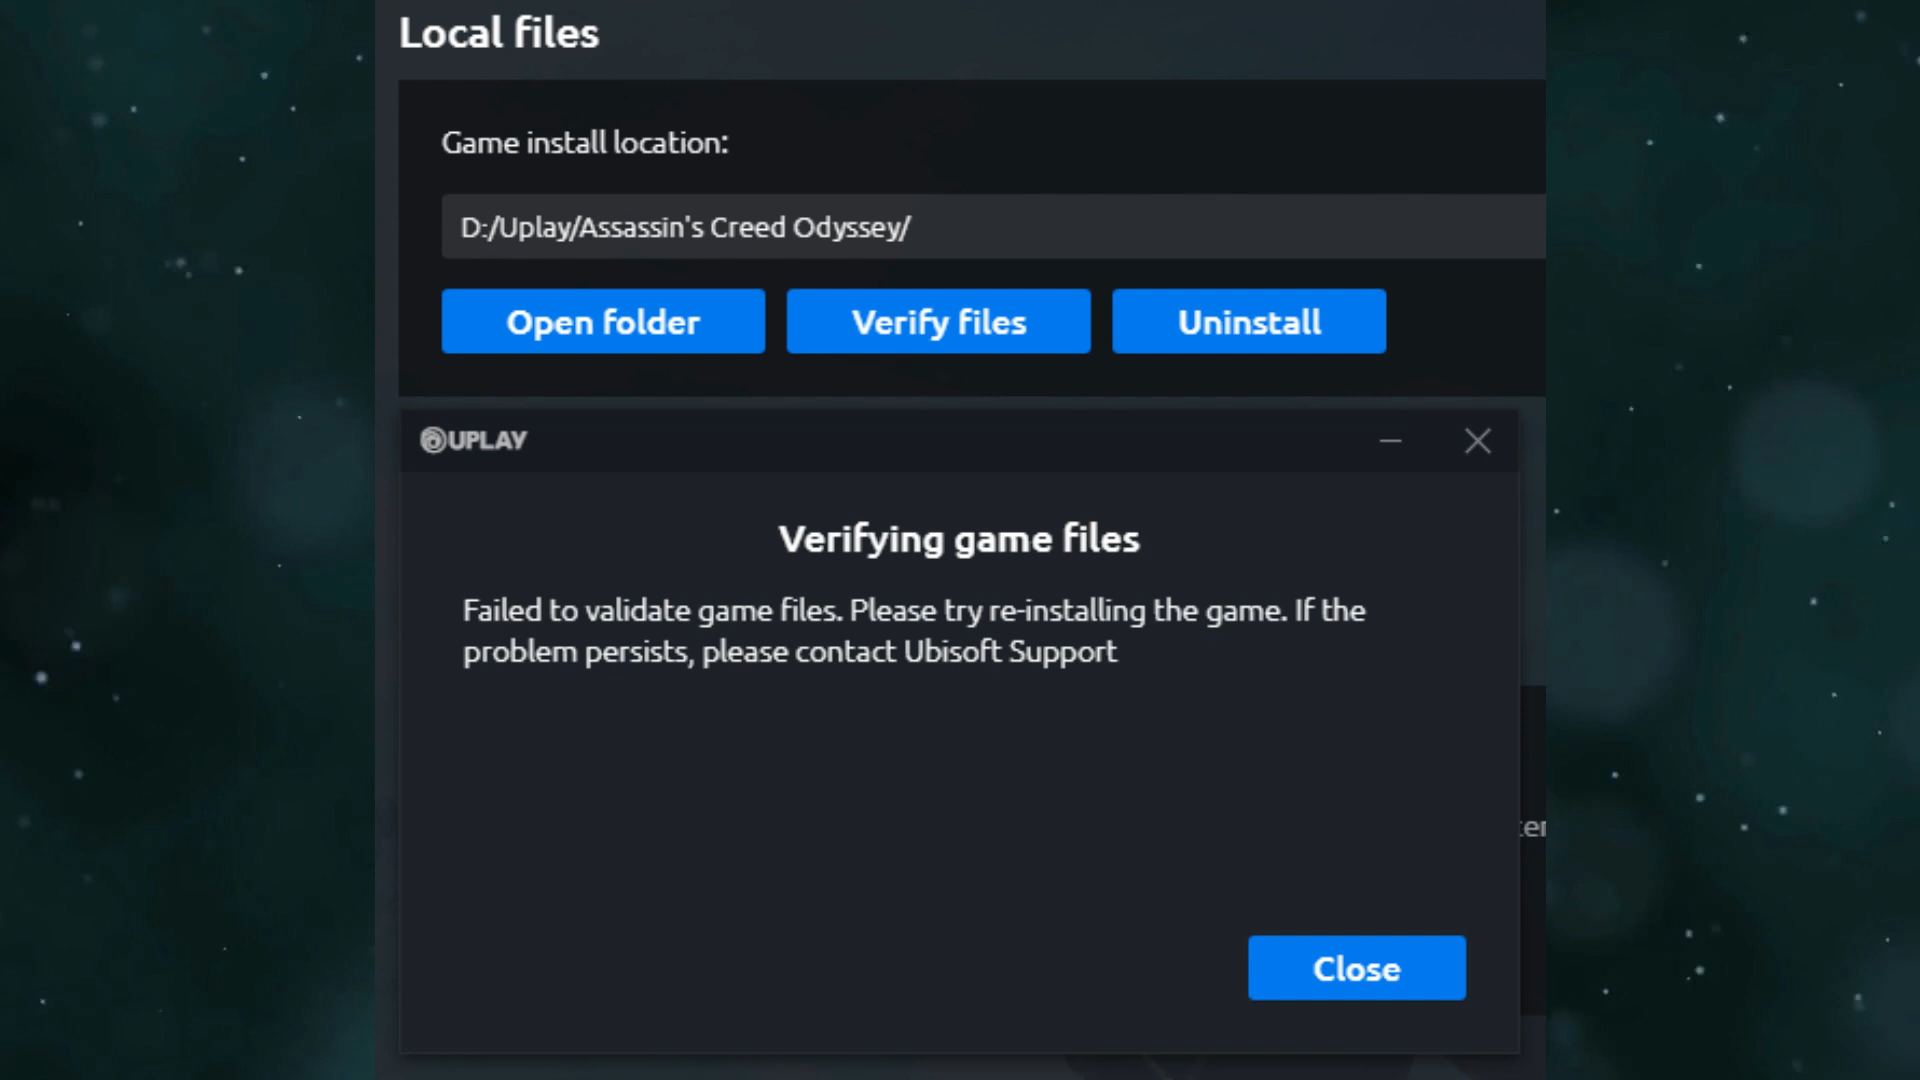 Local files
Game install location:
D:/Uplay/Assassin's Creed Odyssey/
Open folder Verify files Uninstall
UPLAY
Verifying game files
Failed to validate game files. Please try re-installing the game. If the
problem persists, please contact Ubisoft Support
Close